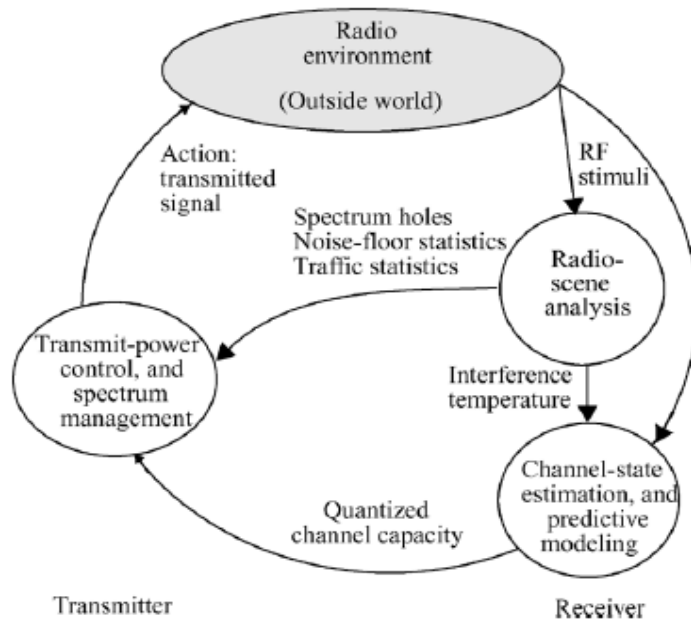 Radio
environment
(Outside world)
Action:
transmitted
signal
RF
stimuli
Spectrum holes
Noise-floor statistics
Traffic statistics
Radio-
scene
analysis
Transmit-power
control, and
spectrum
management
Interference
temperature
Channel-state
estimation, and
predictive
modeling
Quantized
channel capacity
Transmitter
Receiver